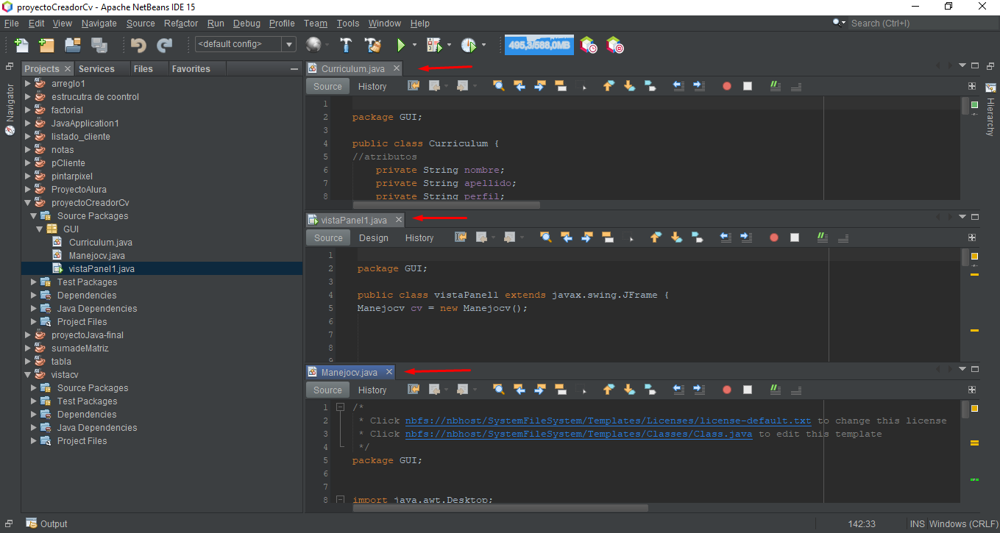 proyectoCreadorCv - Apache NetBeans IDE 15
File Edit View Navigate Source Refactor Run Debug Profile Team Tools Window Help
Search (Ctrl+I)
<default config>
495,3/588,0MB
Projects Services Files Favorites
Navigator
arreglo1
estrucutra de coontrol
factorial
JavaApplication1
listado_cliente
notas
pCliente
pintarpixel
ProyectoAlura
proyectoCreadorCv
Source Packages
GUI
Curriculum.java
Manejocv.java
vistaPanel1.java
Test Packages
Dependencies
Java Dependencies
Project Files
proyectoJava-final
sumadeMatriz
tabla
vistacv
Source Packages
Test Packages
Dependencies
Java Dependencies
Project Files
Curriculum.java
Source History
1
2 package GUI;
3
4 public class Curriculum {
5 //atributos
6 private String nombre;
7 private String apellido;
8 private String perfil;
vistaPanel1.java
Source Design History
1
2 package GUI;
3
4 public class vistaPanel1 extends javax.swing.JFrame {
5 Manejocv cv = new Manejocv();
6
7
8
9
Manejocv.java
Source History
1 /*
2 * Click nbfs://nbhost/SystemFileSystem/Templates/Licenses/license-default.txt to change this license
3 * Click nbfs://nbhost/SystemFileSystem/Templates/Classes/Class.java to edit this template
4 */
5 package GUI;
6
7
8 import java.awt.Desktop;
Hierarchy
Output
142:33 INS Windows (CRLF)